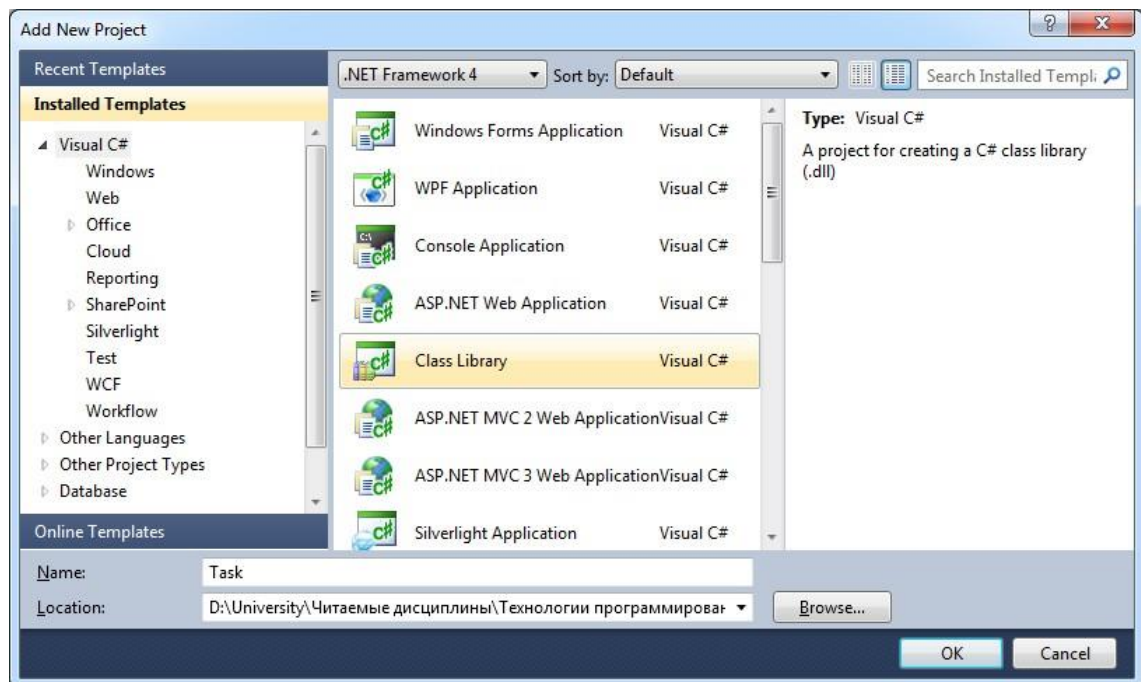 Add New Project
Recent Templates
Installed Templates
Visual C#
Windows
Web
Office
Cloud
Reporting
SharePoint
Silverlight
Test
WCF
Workflow
Other Languages
Other Project Types
Database
Online Templates
.NET Framework 4
Sort by: Default
Search Installed Templ
Windows Forms Application Visual C#
WPF Application Visual C#
Console Application Visual C#
ASP.NET Web Application Visual C#
Class Library Visual C#
ASP.NET MVC 2 Web Application Visual C#
ASP.NET MVC 3 Web Application Visual C#
Silverlight Application Visual C#
Type: Visual C#
A project for creating a C# class library
(.dll)
Name: Task
Location: D:\University\Читаемые дисциплины\Технологии программирован
Browse...
OK Cancel